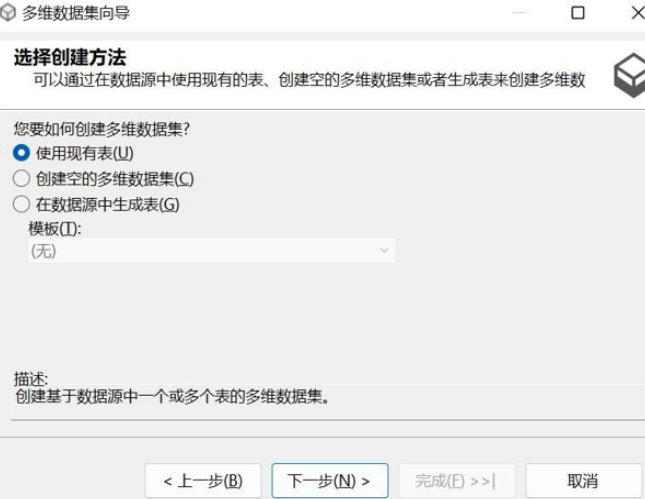 多维数据集向导
选择创建方法
可以通过在数据源中使用现有的表、创建空的多维数据集或者生成表来创建多维数
您要如何创建多维数据集?
使用现有表(U)
创建空的多维数据集(C)
在数据源中生成表(G)
模板(T):
(无)
描述:
创建基于数据源中一个或多个表的多维数据集。
< 上一步(B) 下一步(N) > 完成(F) >>| 取消